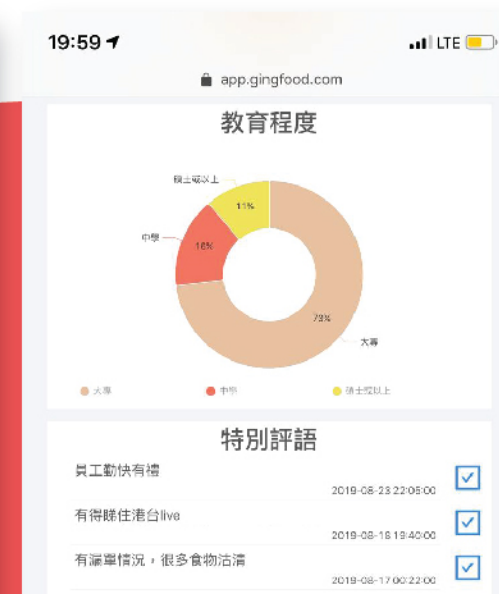 19:59
LTE
app.gingfood.com
教育程度
碩士或以上
11%
中學
16%
73%
大專
大專
中學
碩士或以上
特別評語
員工勤快有禮
2019-08-23 22:05:00
有得睇住港台live
2019-08-18 19:40:00
有漏單情況，很多食物沽清
2019-08-17 00:22:00